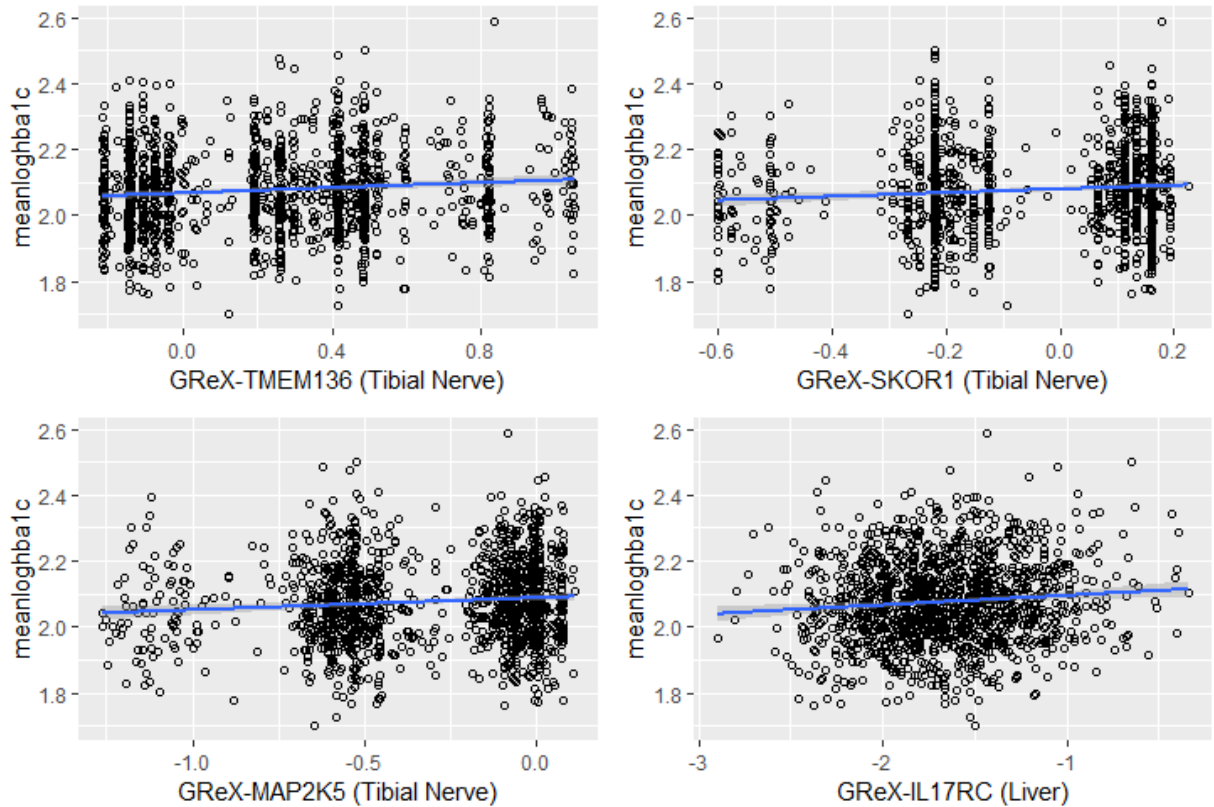 2.6
2.4
2.2
2.0
1.8
meanloghba1c
0.0 0.4 0.8
GReX-TMEM136 (Tibial Nerve)
2.6
2.4
2.2
2.0
1.8
meanloghba1c
-0.6 -0.4 -0.2 0.0 0.2
GReX-SKOR1 (Tibial Nerve)
2.6
2.4
2.2
2.0
1.8
meanloghba1c
-1.0 -0.5 0.0
GReX-MAP2K5 (Tibial Nerve)
2.6
2.4
2.2
2.0
1.8
meanloghba1c
-3 -2 -1
GReX-IL17RC (Liver)